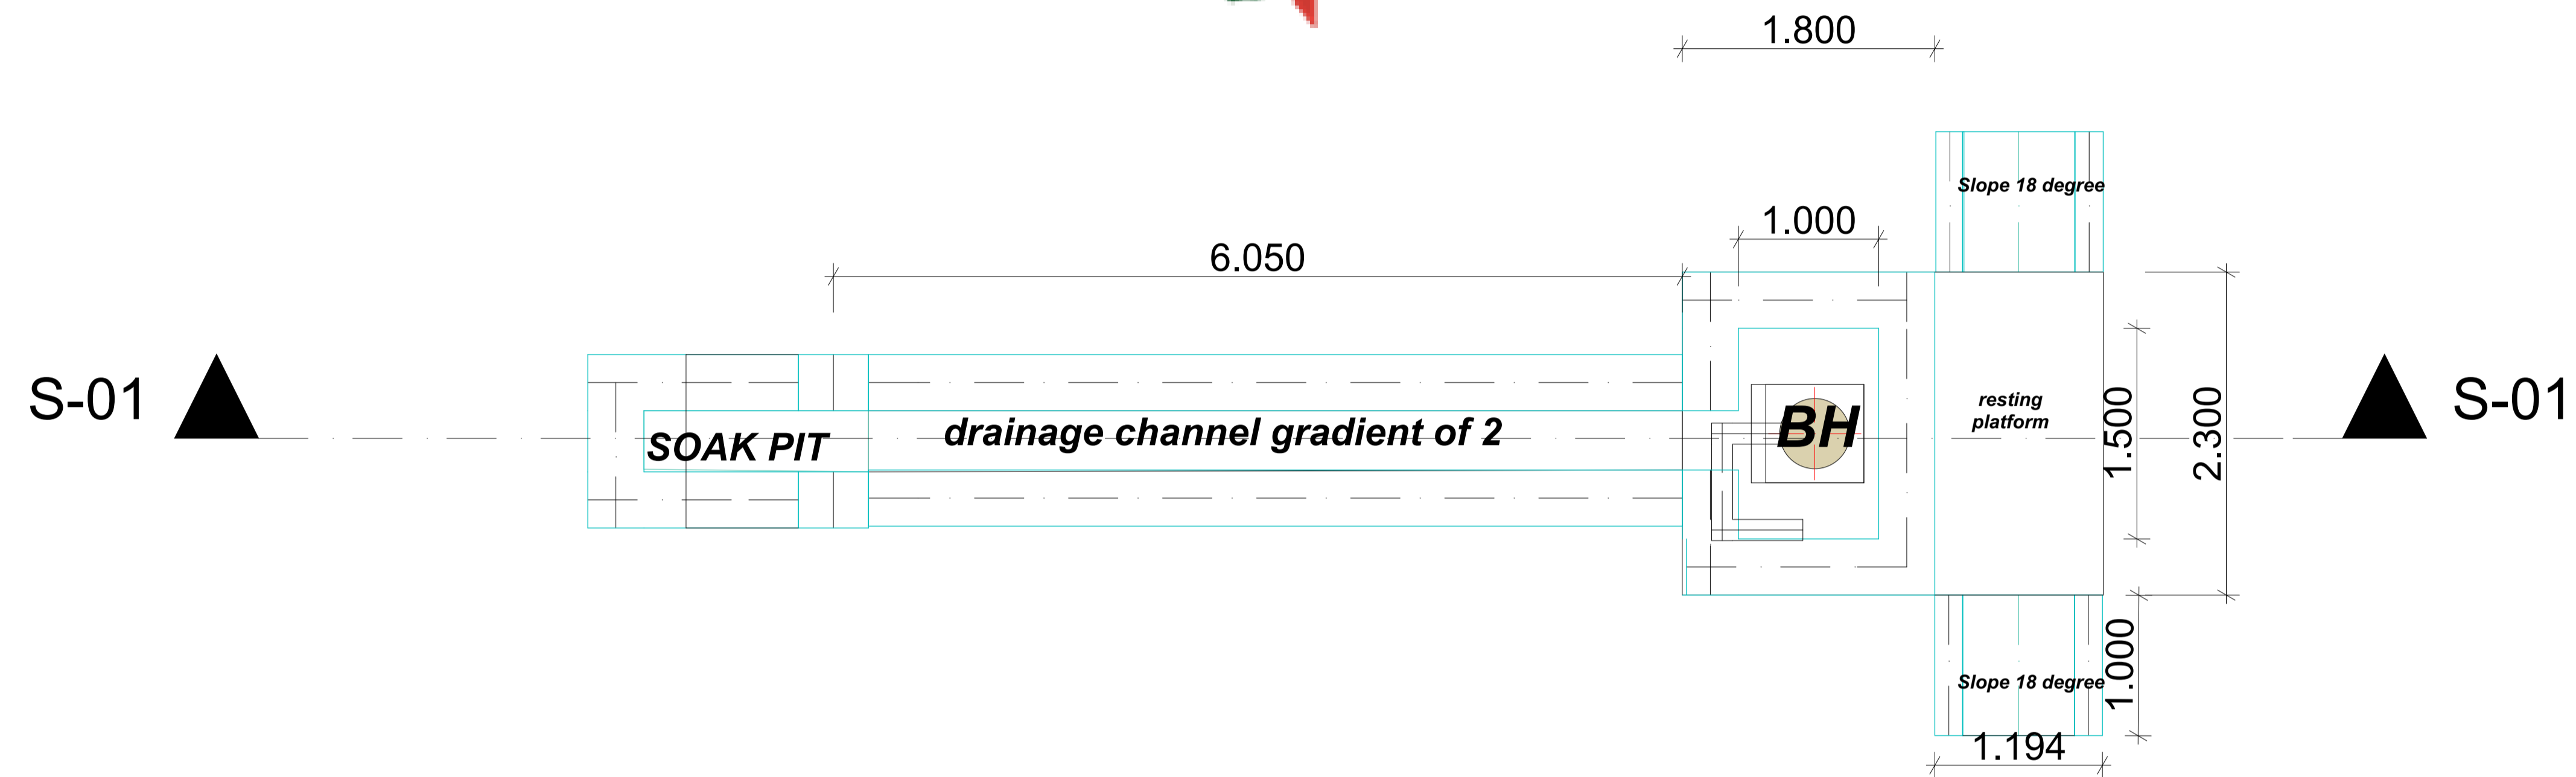 1.800
Slope 18 degree
1.000
6.050
S-01
SOAK PIT
drainage channel gradient of 2
BH
resting
platform
1.500
2.300
S-01
Slope 18 degree
1.000
1.194